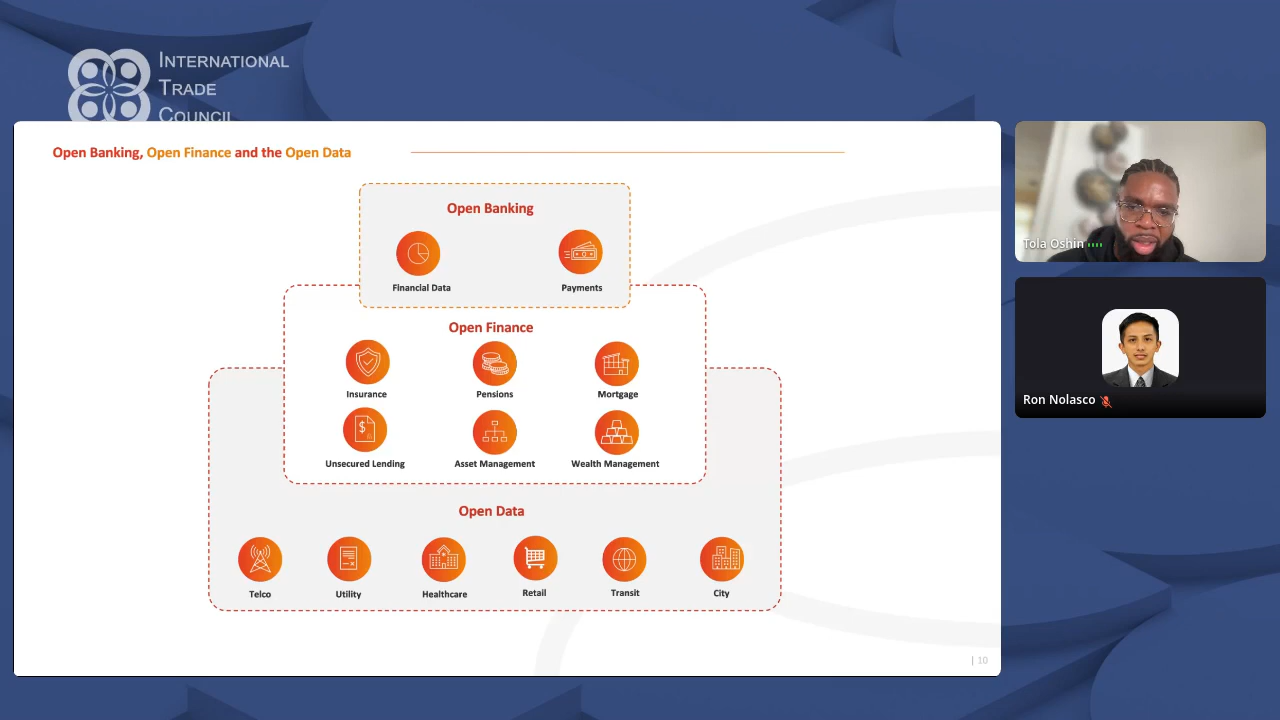 INTERNATIONAL
TRADE
COUNCIL
Open Banking, Open Finance and the Open Data
Open Banking
Financial Data
Payments
Open Finance
Insurance
Pensions
Mortgage
Unsecured Lending
Asset Management
Wealth Management
Open Data
Telco
Utility
Healthcare
Retail
Transit
City
| 10
Tola Oshin
Ron Nolasco